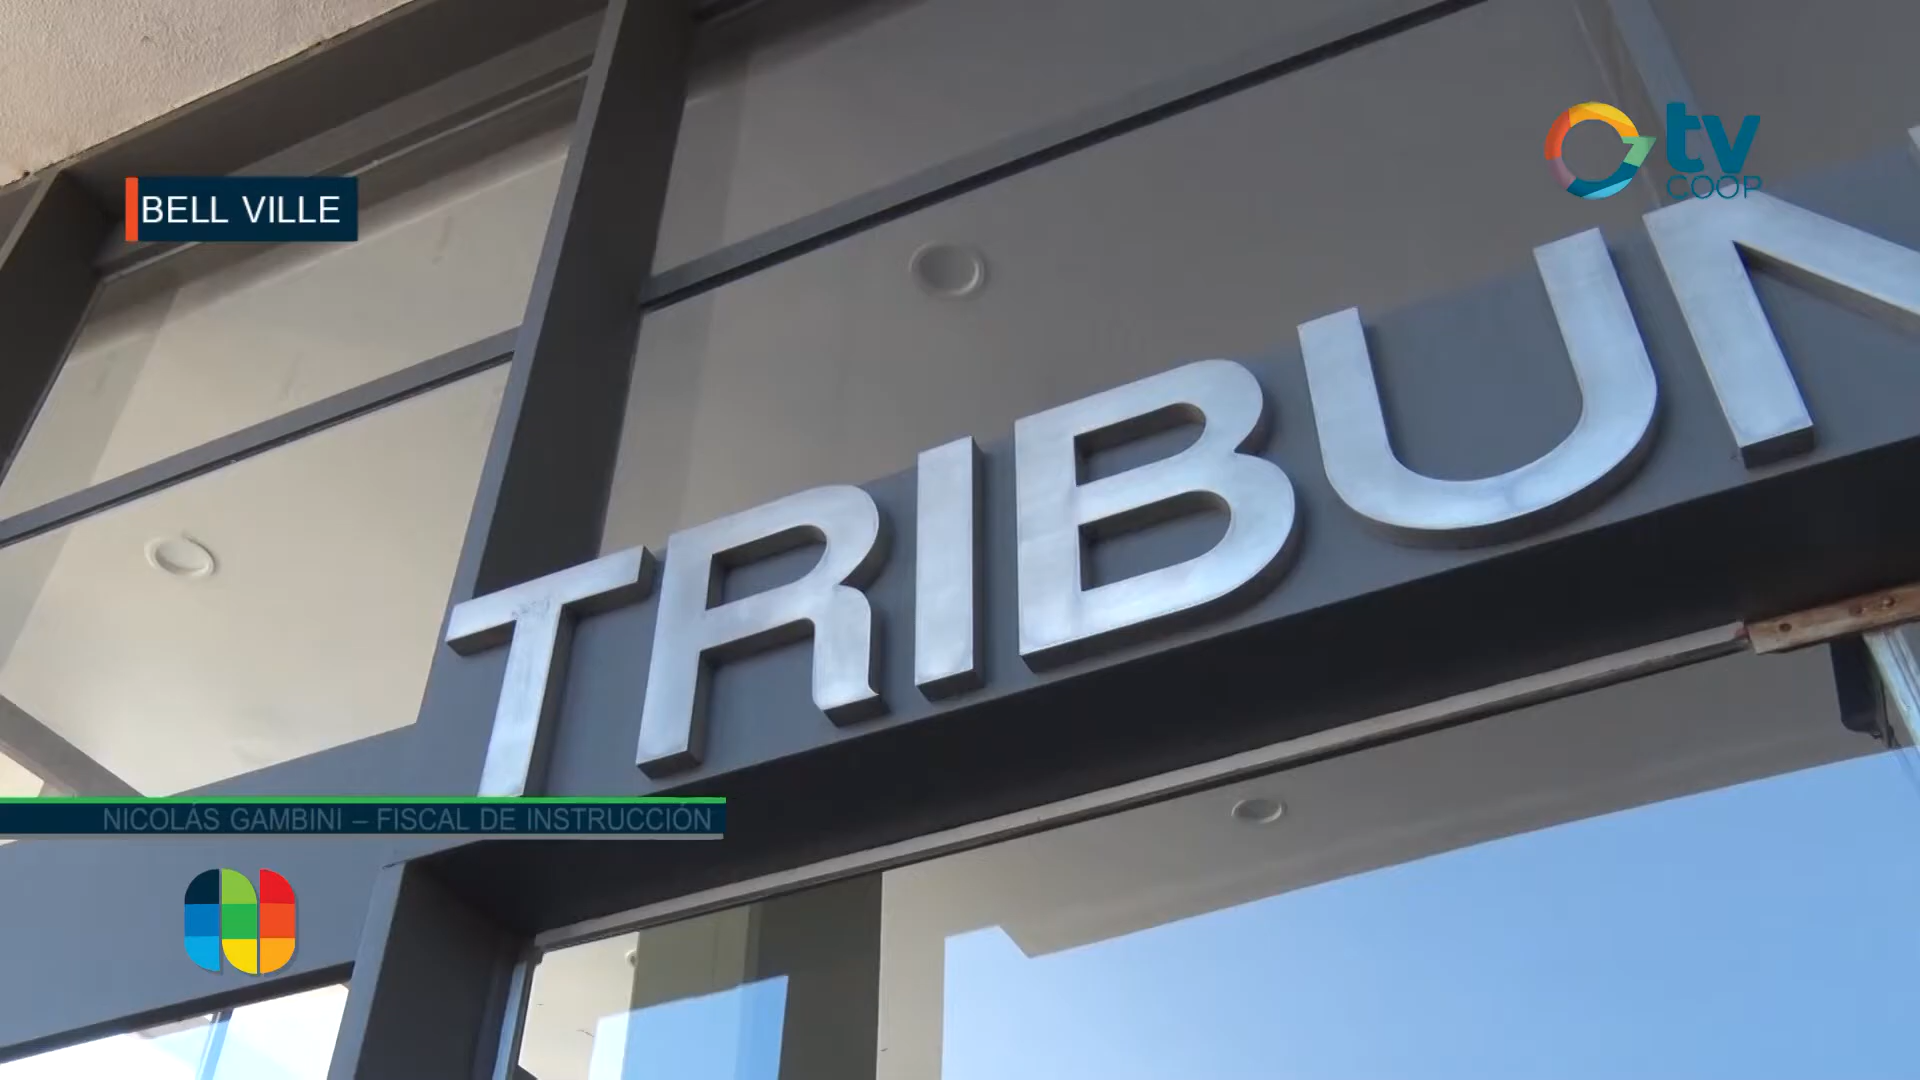 tv
COOP
BELL VILLE
TRIBUN
NICOLÁS GAMBINI – FISCAL DE INSTRUCCIÓN